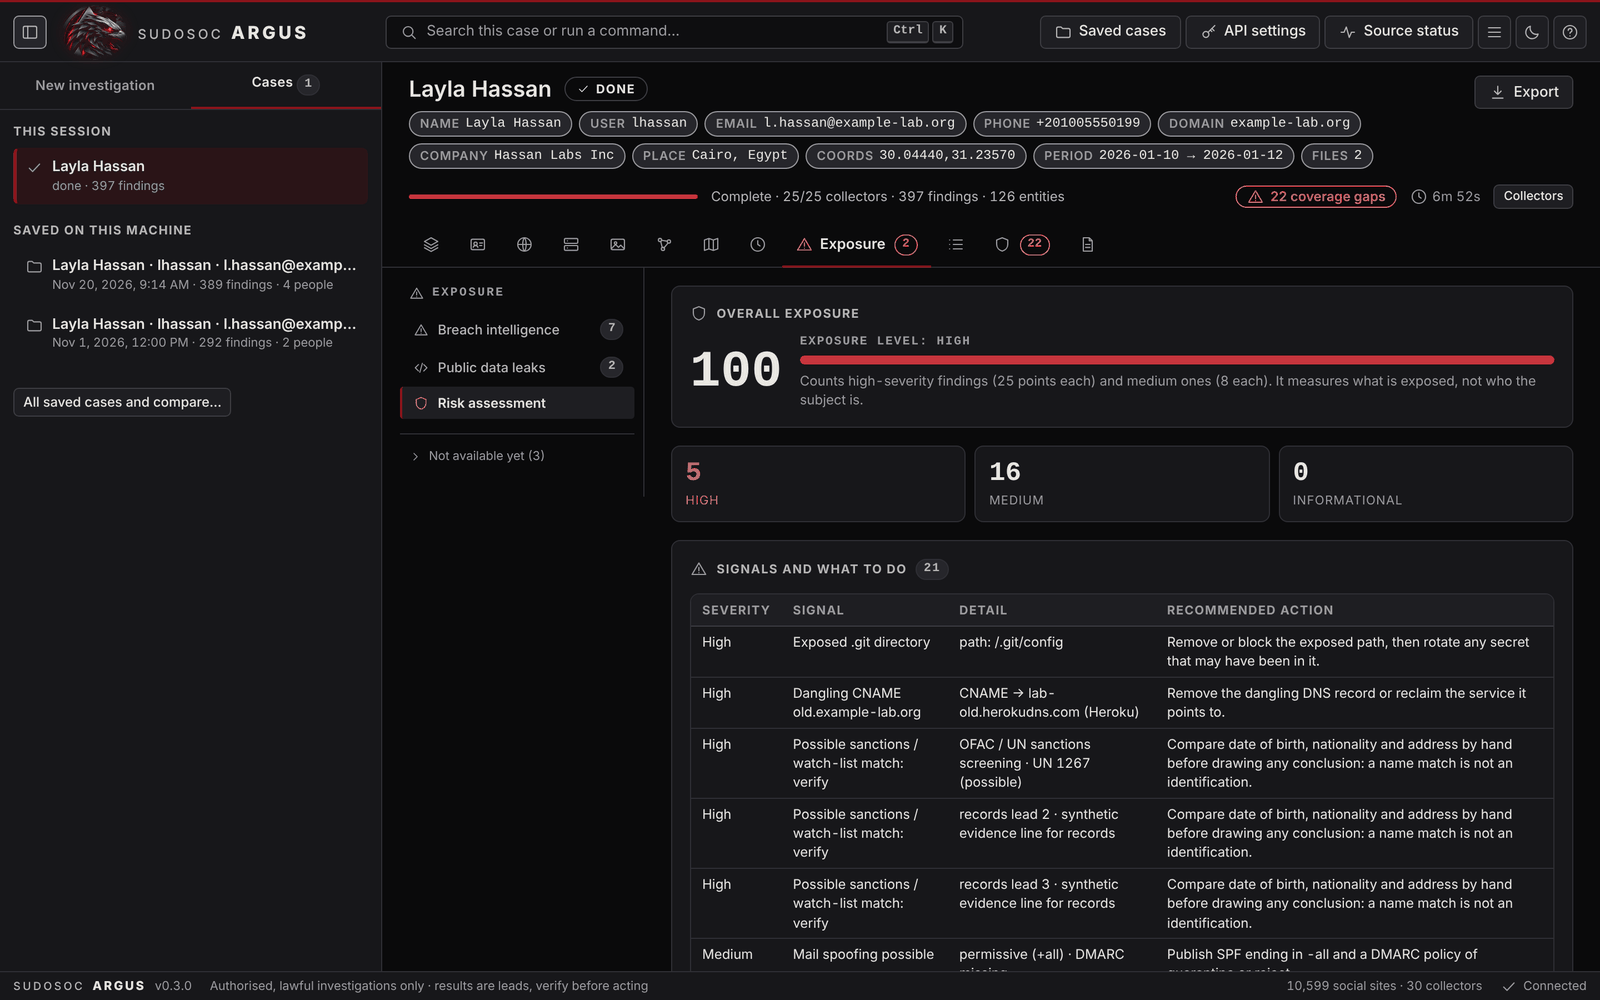 SUDOSOC ARGUS
Search this case or run a command...
Ctrl K
Saved cases
API settings
Source status
New investigation
Cases 1
THIS SESSION
Layla Hassan
done · 397 findings
SAVED ON THIS MACHINE
Layla Hassan · lhassan · l.hassan@examp...
Nov 20, 2026, 9:14 AM · 389 findings · 4 people
Layla Hassan · lhassan · l.hassan@examp...
Nov 1, 2026, 12:00 PM · 292 findings · 2 people
All saved cases and compare...
Layla Hassan
DONE
Export
NAME Layla Hassan
USER lhassan
EMAIL l.hassan@example-lab.org
PHONE +201005550199
DOMAIN example-lab.org
COMPANY Hassan Labs Inc
PLACE Cairo, Egypt
COORDS 30.04440,31.23570
PERIOD 2026-01-10 → 2026-01-12
FILES 2
Complete · 25/25 collectors · 397 findings · 126 entities
22 coverage gaps
6m 52s
Collectors
Exposure 2
22
EXPOSURE
Breach intelligence 7
Public data leaks 2
Risk assessment
Not available yet (3)
OVERALL EXPOSURE
100
EXPOSURE LEVEL: HIGH
Counts high-severity findings (25 points each) and medium ones (8 each). It measures what is exposed, not who the
subject is.
5
HIGH
16
MEDIUM
0
INFORMATIONAL
SIGNALS AND WHAT TO DO 21
SEVERITY SIGNAL DETAIL RECOMMENDED ACTION
High Exposed .git directory path: /.git/config Remove or block the exposed path, then rotate any secret
that may have been in it.
High Dangling CNAME CNAME → lab- Remove the dangling DNS record or reclaim the service it
old.example-lab.org old.herokudns.com (Heroku) points to.
High Possible sanctions / OFAC / UN sanctions Compare date of birth, nationality and address by hand
watch-list match: screening · UN 1267 before drawing any conclusion: a name match is not an
verify (possible) identification.
High Possible sanctions / records lead 2 · synthetic Compare date of birth, nationality and address by hand
watch-list match: evidence line for records before drawing any conclusion: a name match is not an
verify identification.
High Possible sanctions / records lead 3 · synthetic Compare date of birth, nationality and address by hand
watch-list match: evidence line for records before drawing any conclusion: a name match is not an
verify identification.
Medium Mail spoofing possible permissive (+all) · DMARC Publish SPF ending in -all and a DMARC policy of
SUDOSOC ARGUS v0.3.0 Authorised, lawful investigations only · results are leads, verify before acting
10,599 social sites · 30 collectors
Connected